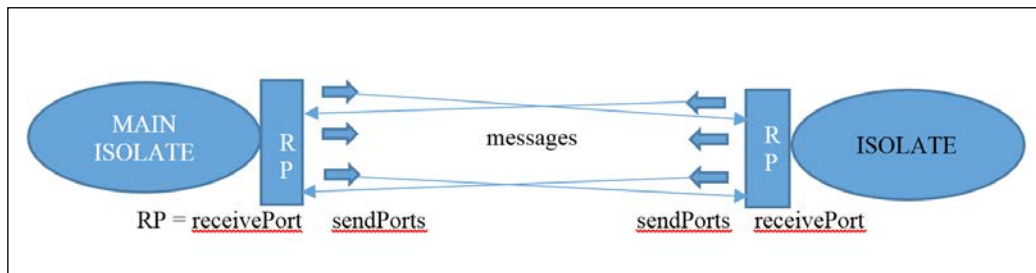 MAIN
ISOLATE
R
P
messages
R
P
ISOLATE
RP = receivePort
sendPorts
sendPorts
receivePort